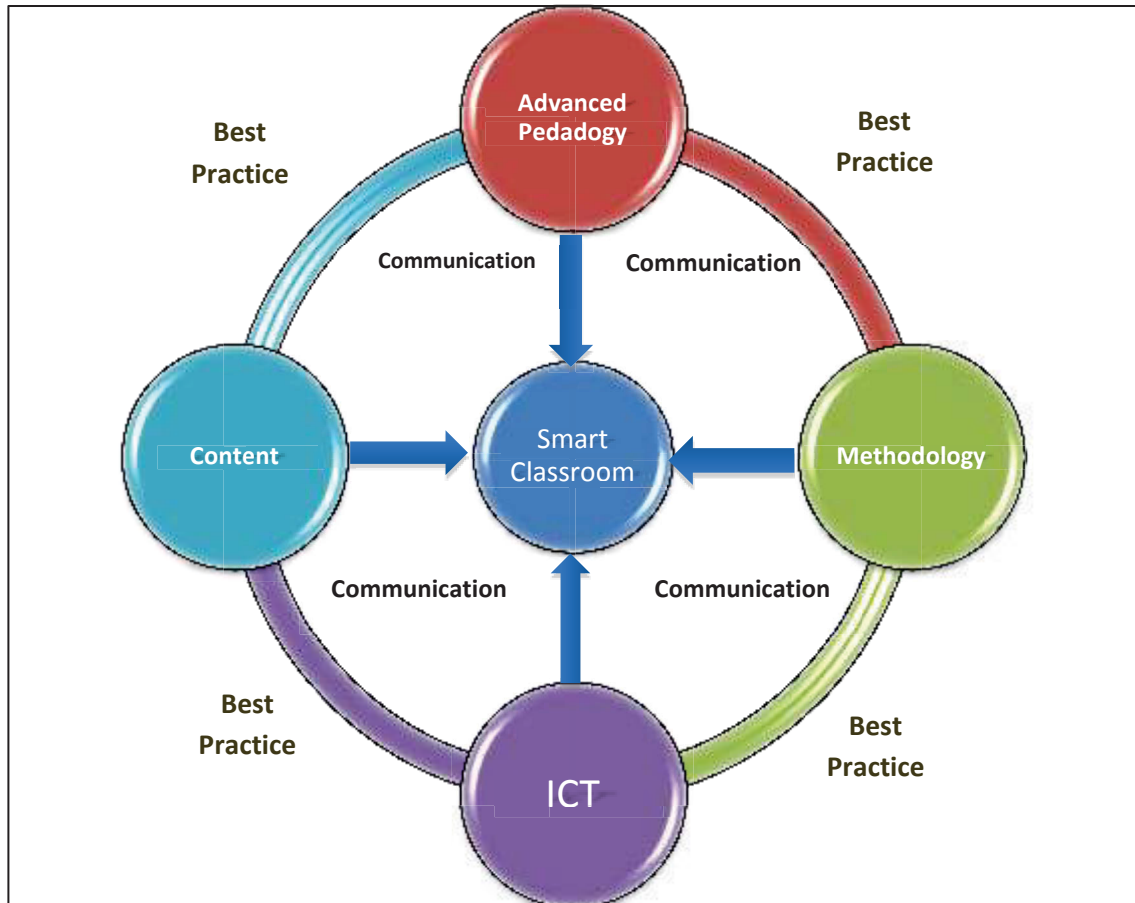 Advanced
Pedadogy
Best
Practice
Best
Practice
Communication
Communication
Content
Smart
Classroom
Methodology
Communication
Communication
Best
Practice
Best
Practice
ICT